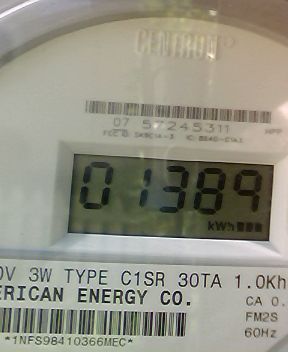 CENTRON®
07 57245311
01389
kWh
0V 3W TYPE C1SR 30TA 1.0Kh
ERICAN ENERGY CO. CA 0.
FM2S
60Hz
*1NFS98410366MEC*